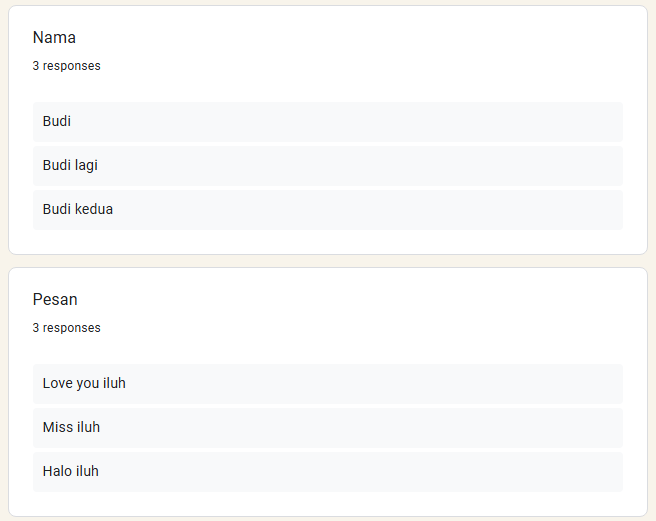 Nama
3 responses
Budi
Budi lagi
Budi kedua
Pesan
3 responses
Love you iluh
Miss iluh
Halo iluh